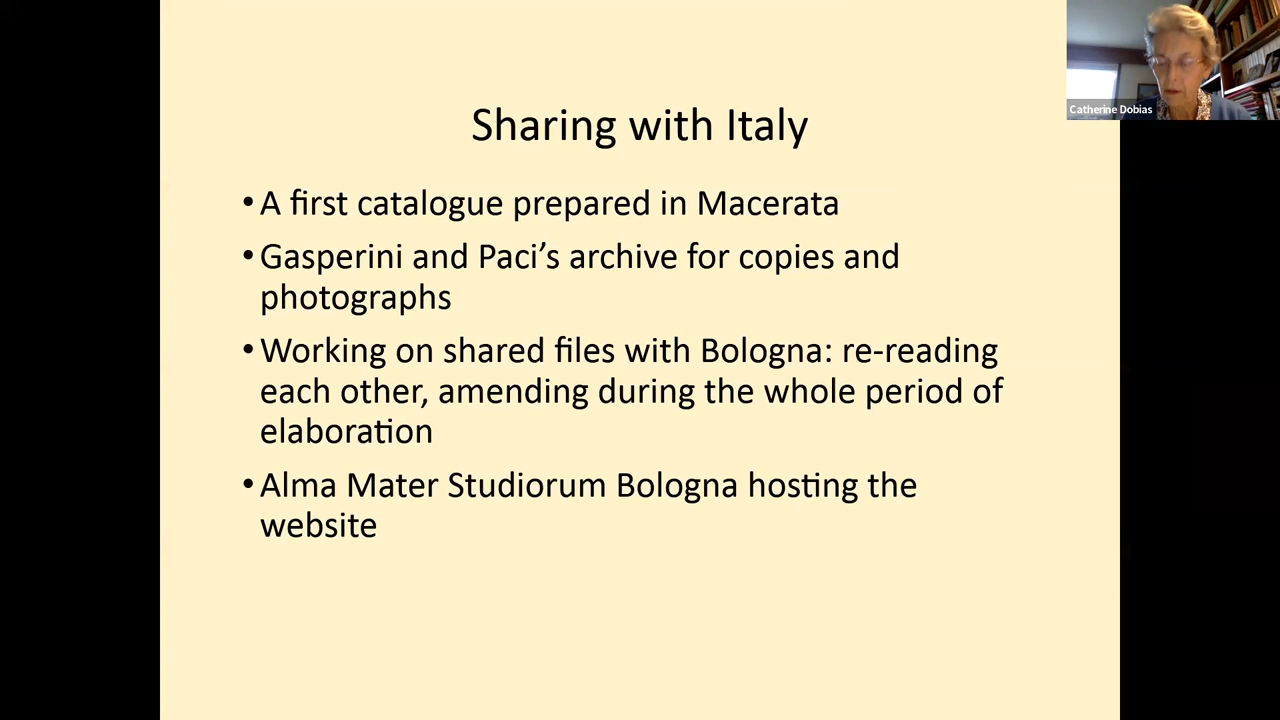 Catherine Dobias
Sharing with Italy
•A first catalogue prepared in Macerata
•Gasperini and Paci’s archive for copies and
photographs
•Working on shared files with Bologna: re-reading
each other, amending during the whole period of
elaboration
•Alma Mater Studiorum Bologna hosting the
website